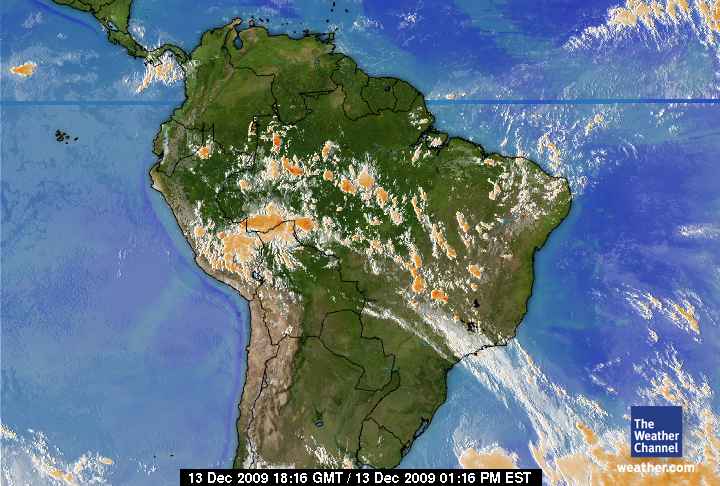 The
Weather
Channel
weather.com
13 Dec 2009 18:16 GMT / 13 Dec 2009 01:16 PM EST